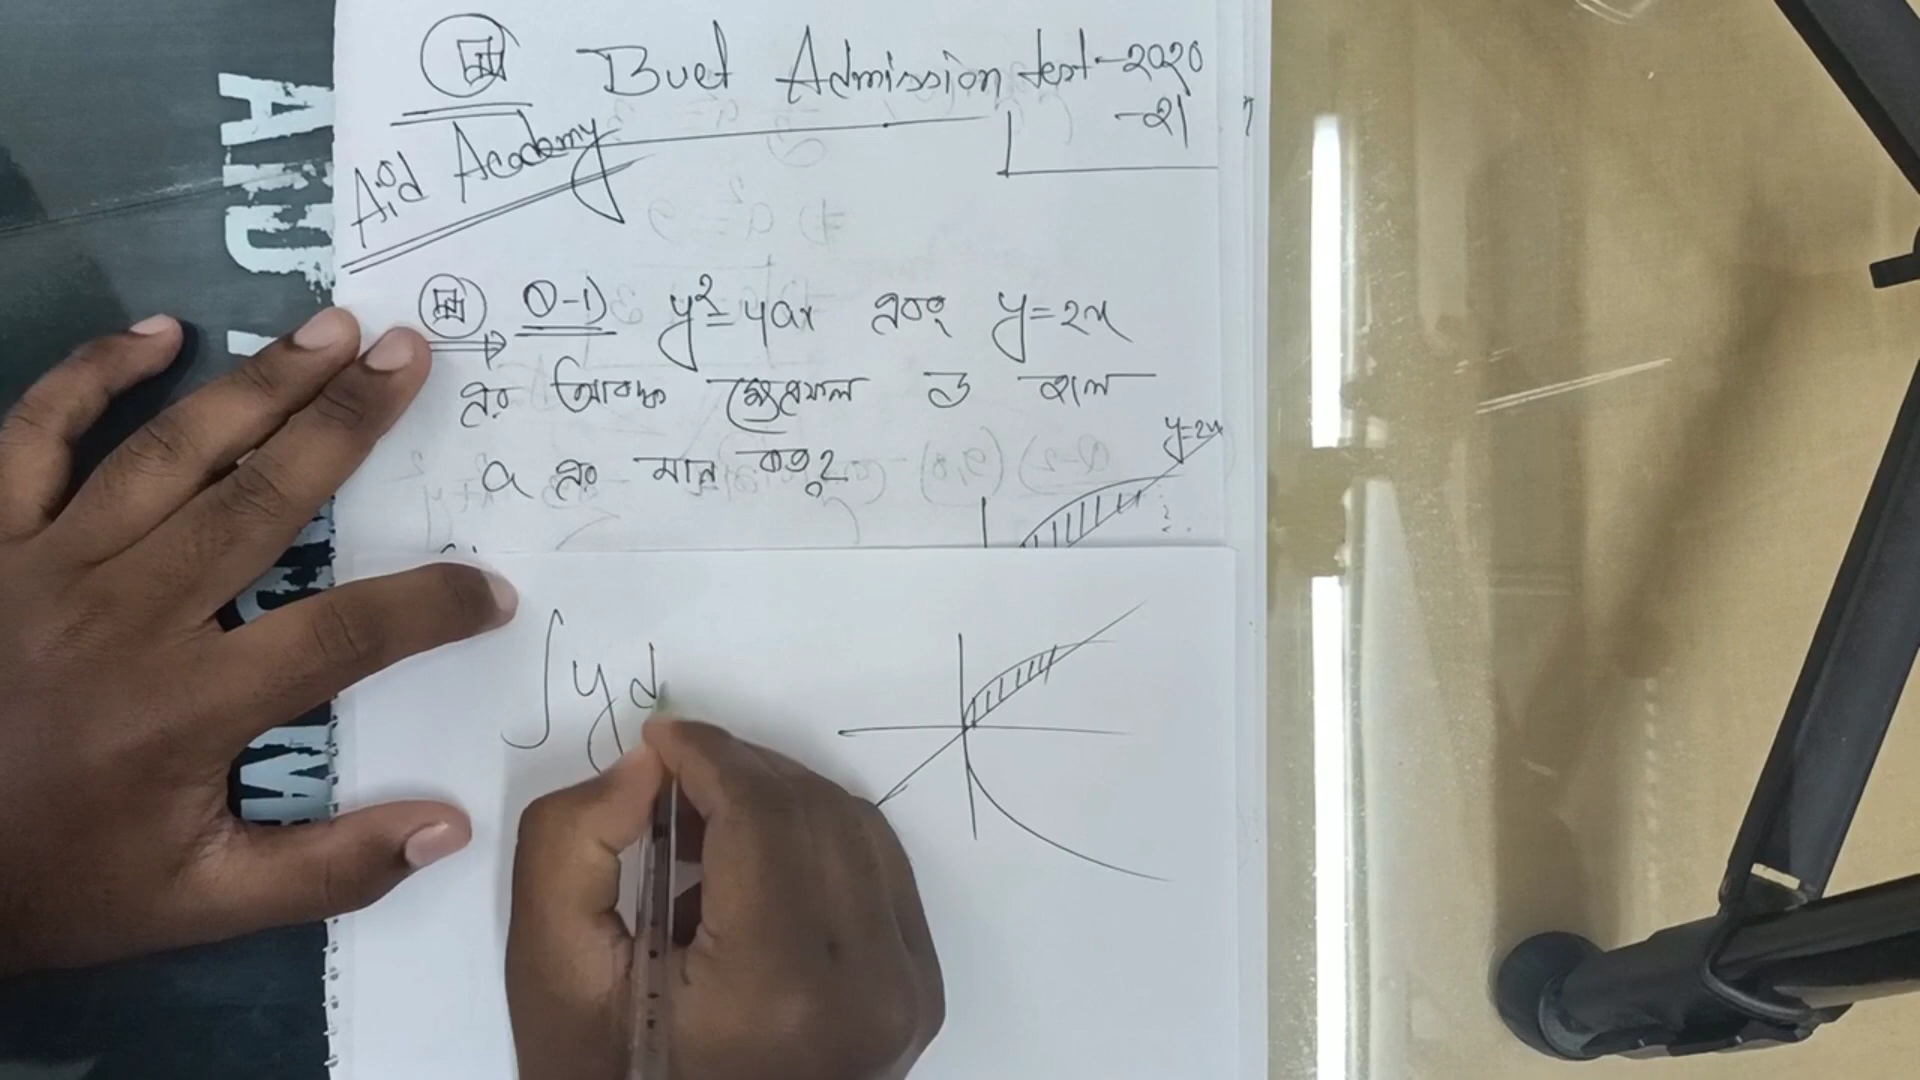 Buet Admission test-2020
-21
Aid Academy
Q-1) y²=4ax এবং y=2x
এর আবদ্ধ ক্ষেত্রফল ৩ হলে
a এর মান কত?
y=2x
∫yd